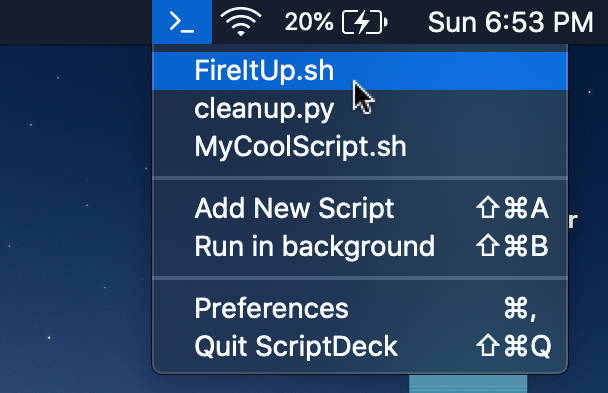 >_ 20% Sun 6:53 PM
FireItUp.sh
cleanup.py
MyCoolScript.sh
Add New Script ⇧⌘A
r
Run in background ⇧⌘B
Preferences ⌘,
Quit ScriptDeck ⇧⌘Q